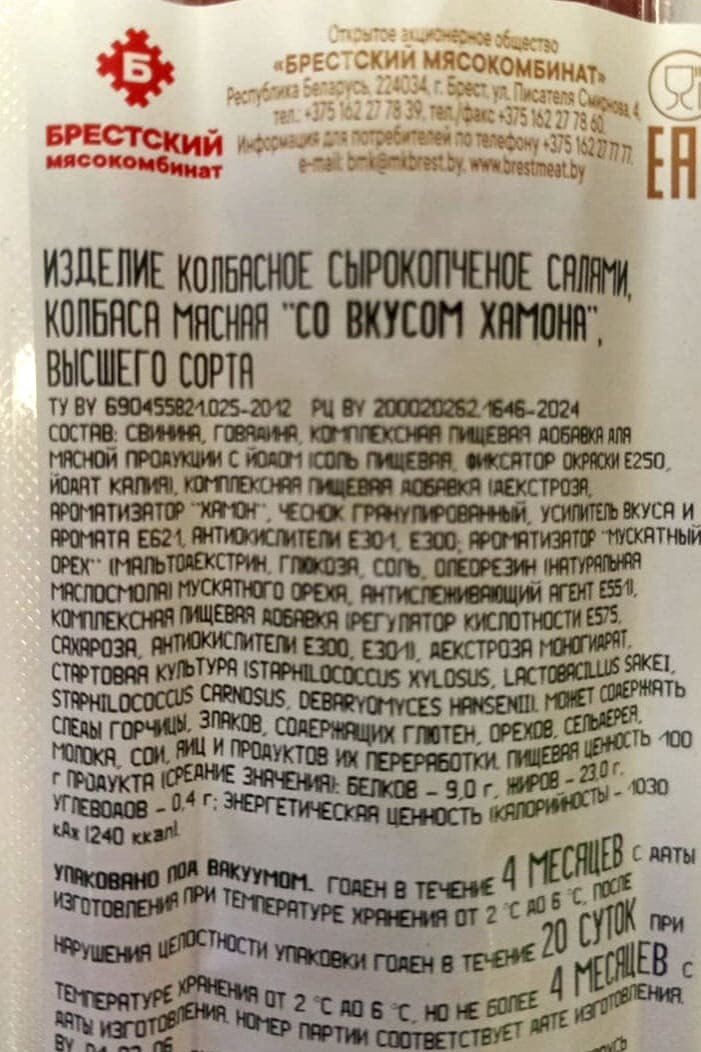 Открытое акционерное общество
«БРЕСТСКИЙ МЯСОКОМБИНАТ»
Республика Беларусь, 224034, г. Брест, ул. Писателя Смирнова, 4,
тел.: +375 162 27 78 39, тел./факс +375 162 27 78 60
Информация для потребителей по телефону +375 162 27 77 77,
e-mail: bmk@mkbrest.by, www.brestmeat.by
Б
БРЕСТСКИЙ
МЯСОКОМБИНАТ
ЕАС
ИЗДЕЛИЕ КОЛБАСНОЕ СЫРОКОПЧЕНОЕ САЛЯМИ,
КОЛБАСА МЯСНАЯ "СО ВКУСОМ ХАМОНА",
ВЫСШЕГО СОРТА
ТУ BY 690455821.025-2012 РЦ BY 200020262.1646-2024
СОСТАВ: СВИНИНА, ГОВЯДИНА, КОМПЛЕКСНАЯ ПИЩЕВАЯ ДОБАВКА ДЛЯ
МЯСНОЙ ПРОДУКЦИИ С ЙОДОМ (СОЛЬ ПИЩЕВАЯ, ФИКСАТОР ОКРАСКИ Е250,
ЙОДАТ КАЛИЯ), КОМПЛЕКСНАЯ ПИЩЕВАЯ ДОБАВКА (ДЕКСТРОЗА,
АРОМАТИЗАТОР "ХАМОН", ЧЕСНОК ГРАНУЛИРОВАННЫЙ, УСИЛИТЕЛЬ ВКУСА И
АРОМАТА Е621, АНТИОКИСЛИТЕЛИ Е301, Е300; АРОМАТИЗАТОР "МУСКАТНЫЙ
ОРЕХ" (МАЛЬТОДЕКСТРИН, ГЛЮКОЗА, СОЛЬ, ОЛЕОРЕЗИН (НАТУРАЛЬНАЯ
МАСЛОСМОЛА) МУСКАТНОГО ОРЕХА, АНТИСЛЕЖИВАЮЩИЙ АГЕНТ Е551),
КОМПЛЕКСНАЯ ПИЩЕВАЯ ДОБАВКА (РЕГУЛЯТОР КИСЛОТНОСТИ Е575,
САХАРОЗА, АНТИОКИСЛИТЕЛИ Е300, Е301), ДЕКСТРОЗА МОНОГИДРАТ,
СТАРТОВАЯ КУЛЬТУРА (STAPHILOCOCCUS XYLOSUS, LACTOBACILLUS SAKEI,
STAPHILOCOCCUS CARNOSUS, DEBARYOMYCES HANSENII). МОЖЕТ СОДЕРЖАТЬ
СЛЕДЫ ГОРЧИЦЫ, ЗЛАКОВ, СОДЕРЖАЩИХ ГЛЮТЕН, ОРЕХОВ, СЕЛЬДЕРЕЯ,
МОЛОКА, СОИ, ЯИЦ И ПРОДУКТОВ ИХ ПЕРЕРАБОТКИ. ПИЩЕВАЯ ЦЕННОСТЬ 100
г ПРОДУКТА (СРЕДНИЕ ЗНАЧЕНИЯ): БЕЛКОВ – 9,0 г, ЖИРОВ – 23,0 г,
УГЛЕВОДОВ – 0,4 г; ЭНЕРГЕТИЧЕСКАЯ ЦЕННОСТЬ (КАЛОРИЙНОСТЬ) – 1030
кДж (240 ккал).
УПАКОВАНО ПОД ВАКУУМОМ. ГОДЕН В ТЕЧЕНИЕ 4 МЕСЯЦЕВ С ДАТЫ
ИЗГОТОВЛЕНИЯ ПРИ ТЕМПЕРАТУРЕ ХРАНЕНИЯ ОТ 2 °С ДО 6 °С, ПОСЛЕ
НАРУШЕНИЯ ЦЕЛОСТНОСТИ УПАКОВКИ ГОДЕН В ТЕЧЕНИЕ 20 СУТОК ПРИ
ТЕМПЕРАТУРЕ ХРАНЕНИЯ ОТ 2 °С ДО 6 °С, НО НЕ БОЛЕЕ 4 МЕСЯЦЕВ С
ДАТЫ ИЗГОТОВЛЕНИЯ. НОМЕР ПАРТИИ СООТВЕТСТВУЕТ ДАТЕ ИЗГОТОВЛЕНИЯ.